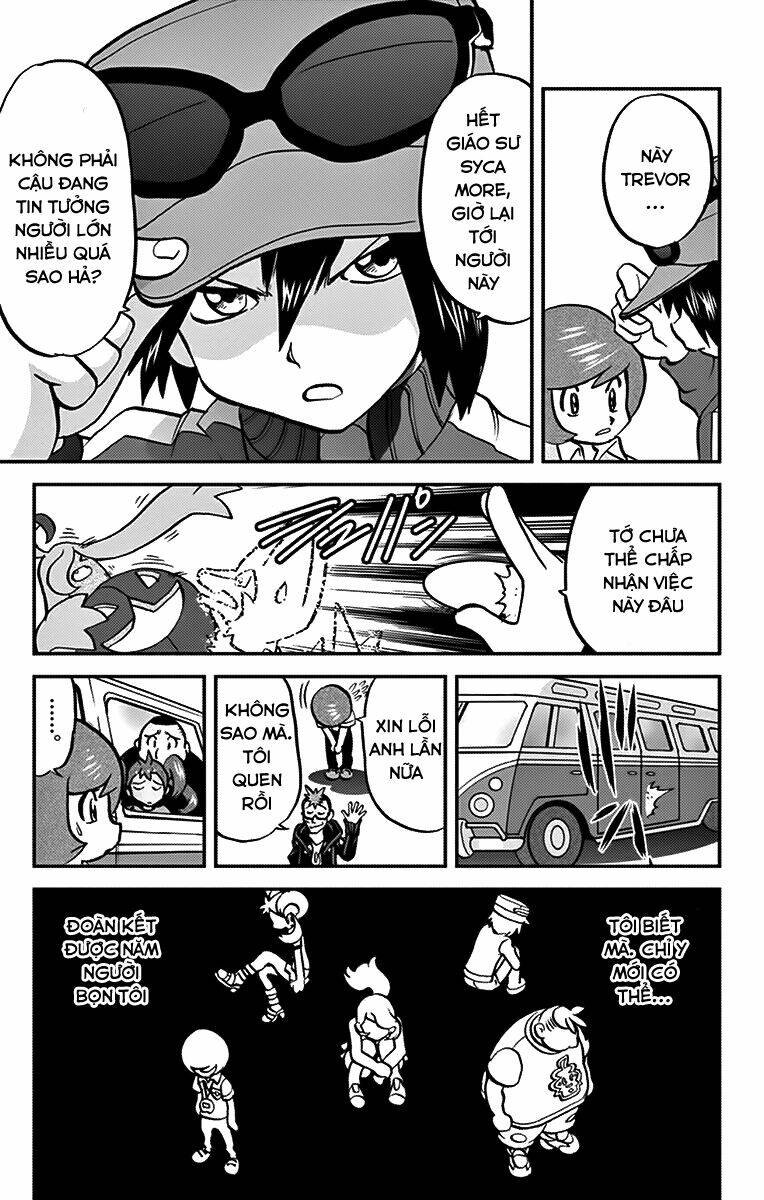 NÀY
TREVOR
...
HẾT
GIÁO SƯ
SYCA
MORE,
GIỜ LẠI
TỚI
NGƯỜI
NÀY
KHÔNG PHẢI
CẬU ĐANG
TIN TƯỞNG
NGƯỜI LỚN
NHIỀU QUÁ
SAO HẢ?
TỚ CHƯA
THỂ CHẤP
NHẬN VIỆC
NÀY ĐÂU
XIN LỖI
ANH LẦN
NỮA
KHÔNG
SAO MÀ.
TÔI
QUEN
RỒI
......
TÔI BIẾT
MÀ. CHỈ Y
MỚI CÓ
THỂ...
ĐOÀN KẾT
ĐƯỢC NĂM
NGƯỜI
BỌN TÔI